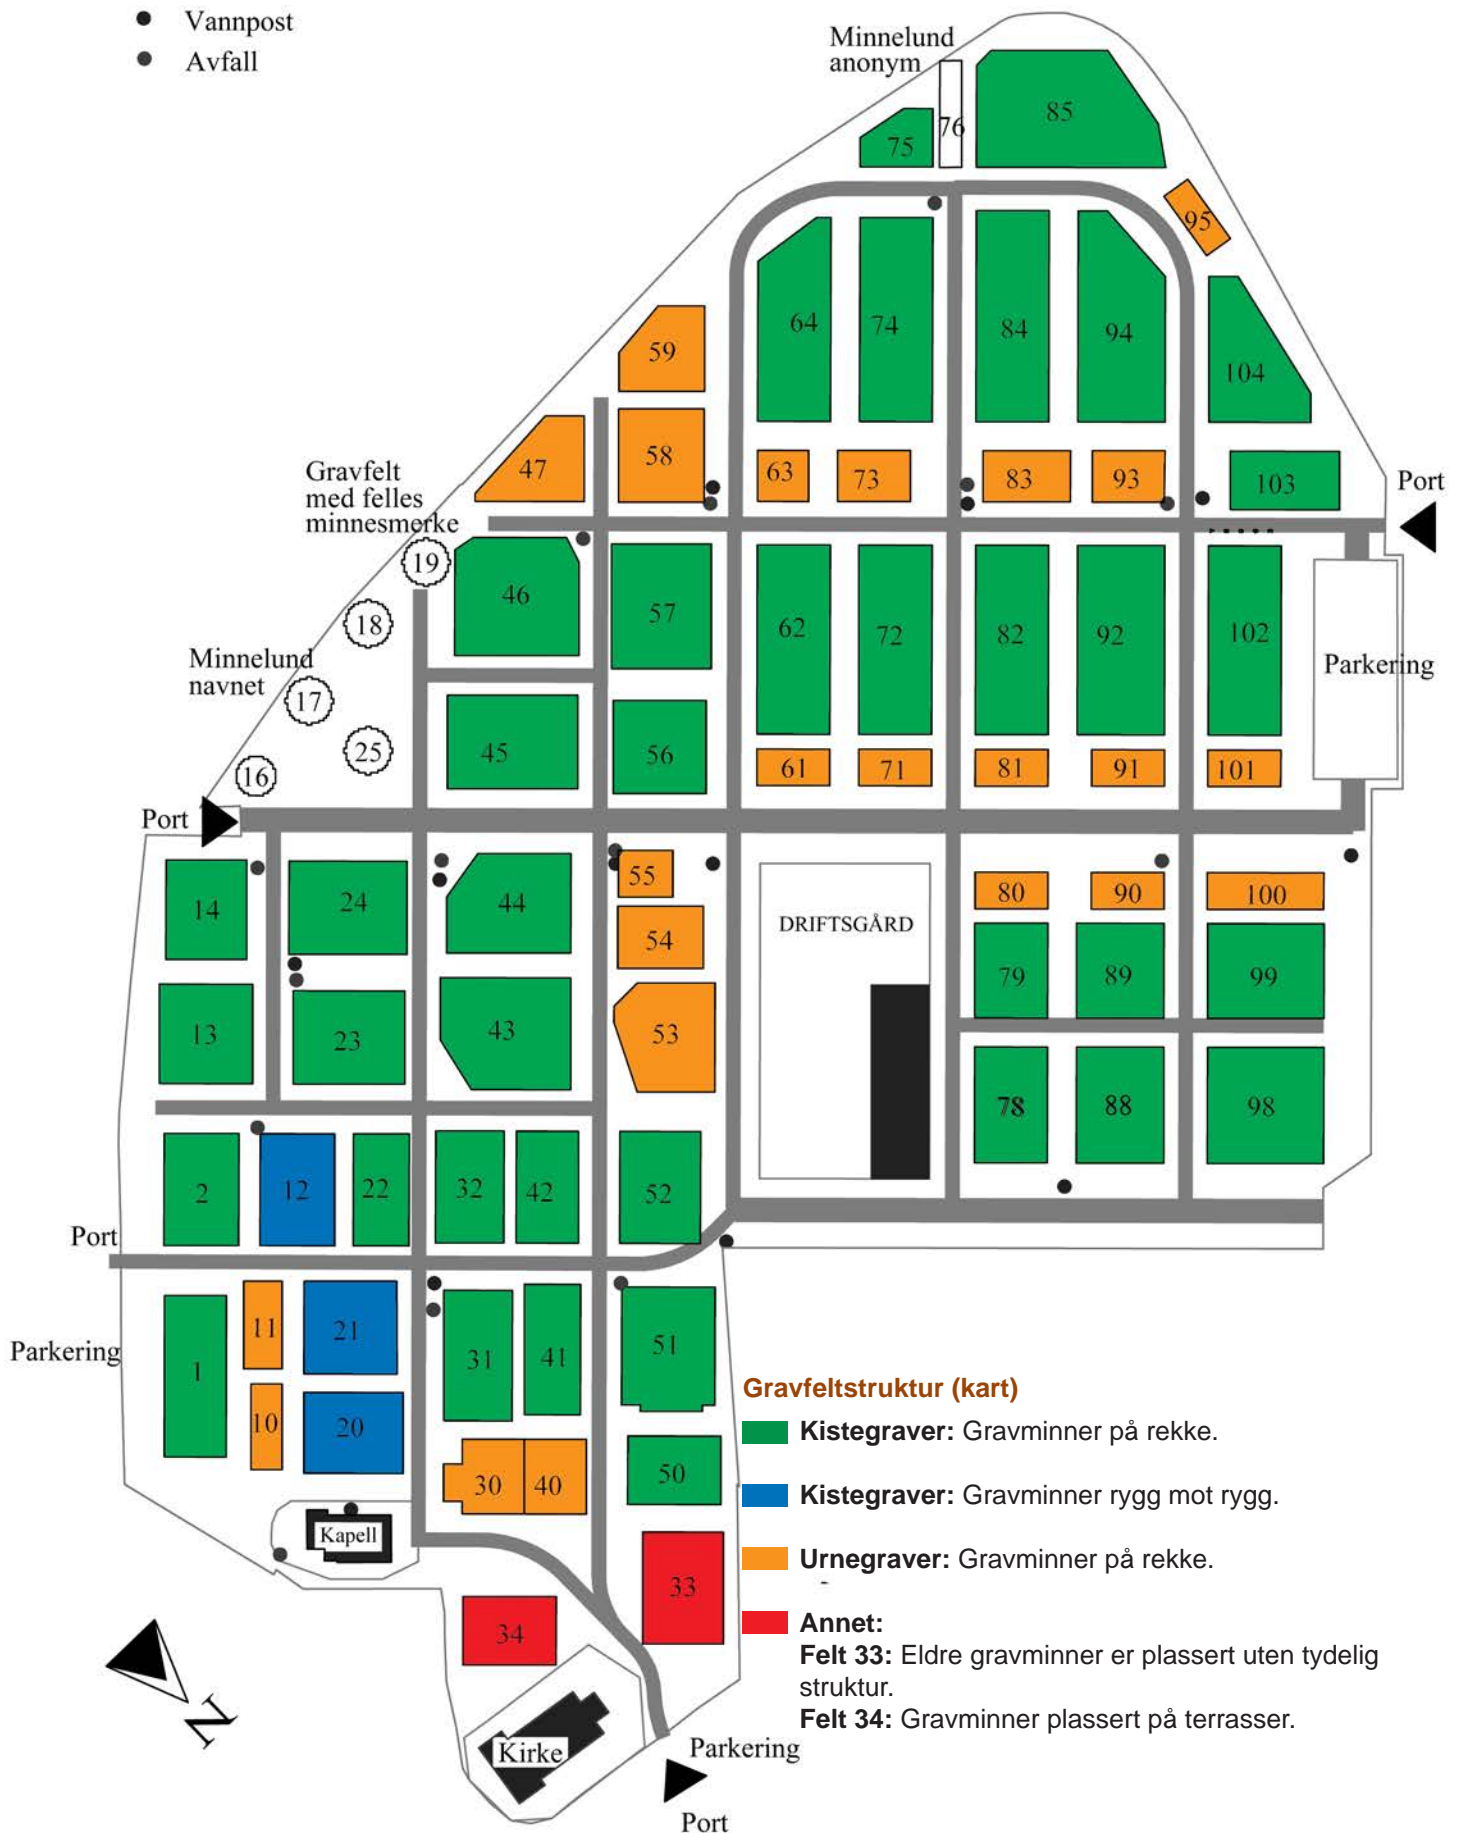 Vannpost
Avfall
Minnelund
anonym
85
76
75
95
64
74
84
94
59
104
58
47
63
73
83
93
103
Gravfelt
med felles
minnesmerke
Port
19
46
57
62
72
82
92
102
18
Minnelund
navnet
17
Parkering
45
56
25
16
61
71
81
91
101
Port
14
24
44
55
54
DRIFTSGÅRD
80
90
100
13
23
43
53
79
89
99
78
88
98
2
12
22
32
42
52
Port
11
21
1
31
41
51
Parkering
10
20
30
40
50
Kapell
33
34
N
Kirke
Parkering
Port
Gravfeltstruktur (kart)
Kistegraver: Gravminner på rekke.
Kistegraver: Gravminner rygg mot rygg.
Urnegraver: Gravminner på rekke.
Annet:
Felt 33: Eldre gravminner er plassert uten tydelig
struktur.
Felt 34: Gravminner plassert på terrasser.